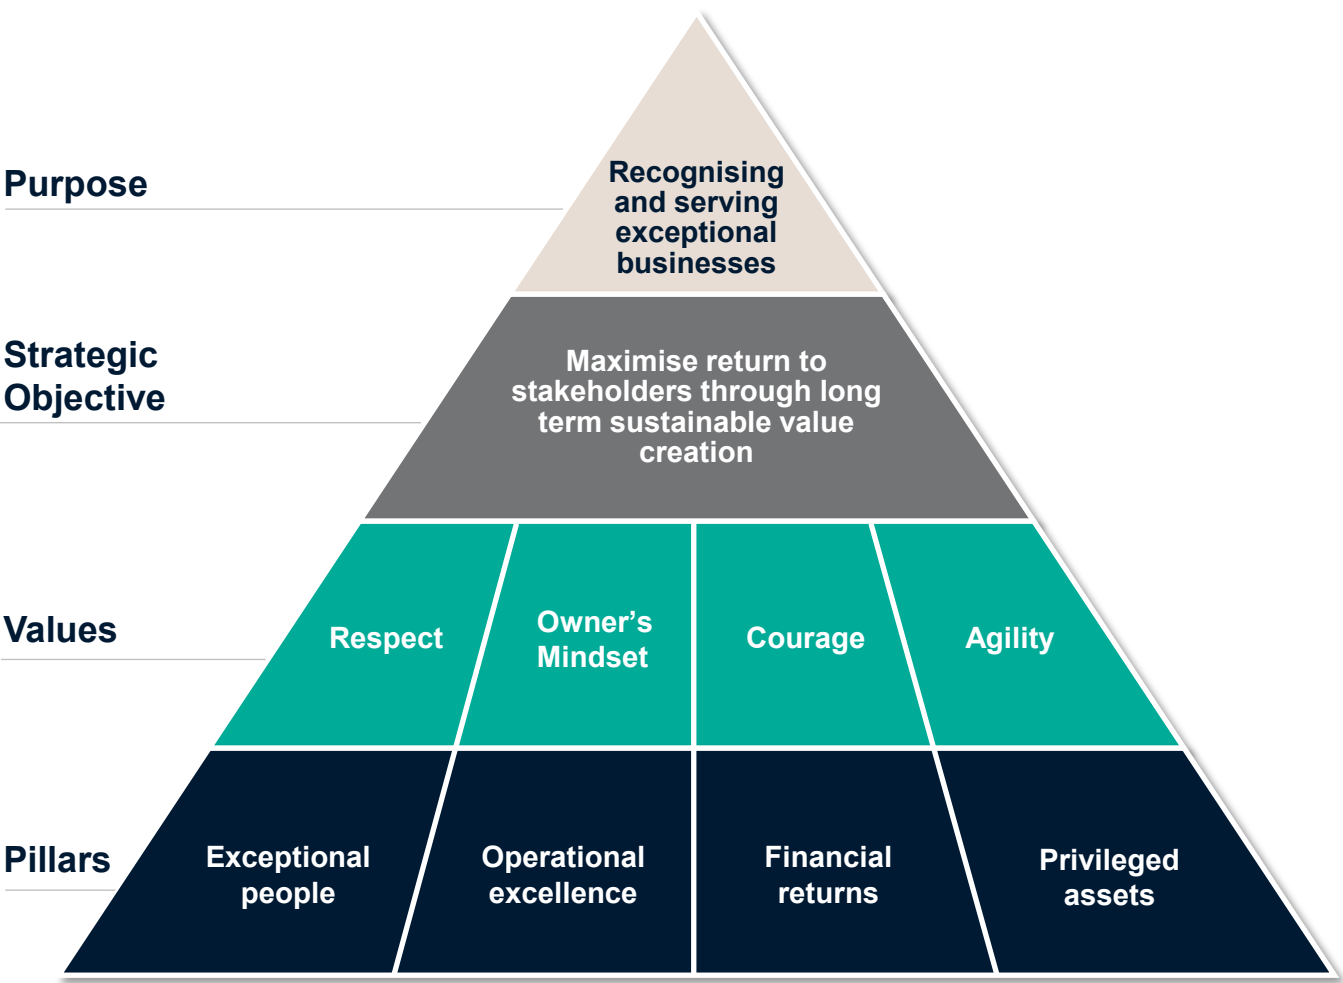 Purpose
Recognising
and serving
exceptional
businesses
Strategic
Objective
Maximise return to
stakeholders through long
term sustainable value
creation
Values
Respect
Owner’s
Mindset
Courage
Agility
Pillars
Exceptional
people
Operational
excellence
Financial
returns
Privileged
assets